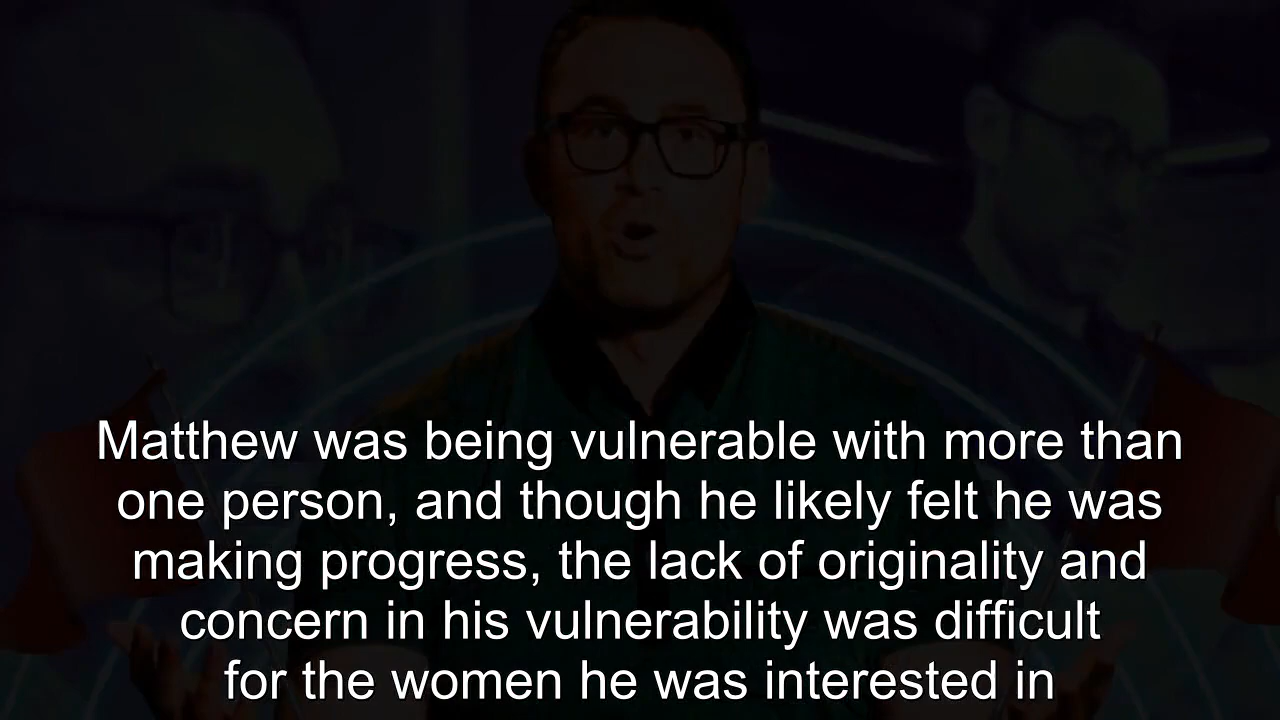 Matthew was being vulnerable with more than
one person, and though he likely felt he was
making progress, the lack of originality and
concern in his vulnerability was difficult
for the women he was interested in